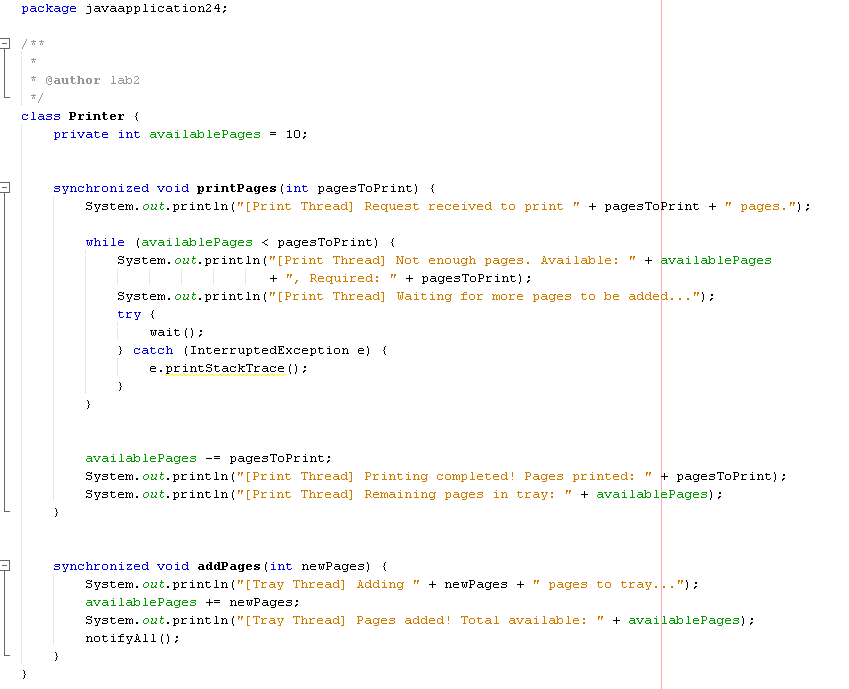 package javaapplication24;
/**
 *
 * @author lab2
 */
class Printer {
    private int availablePages = 10;
    synchronized void printPages(int pagesToPrint) {
        System.out.println("[Print Thread] Request received to print " + pagesToPrint + " pages.");
        while (availablePages < pagesToPrint) {
            System.out.println("[Print Thread] Not enough pages. Available: " + availablePages
                               + ", Required: " + pagesToPrint);
            System.out.println("[Print Thread] Waiting for more pages to be added...");
            try {
                wait();
            } catch (InterruptedException e) {
                e.printStackTrace();
            }
        }
        availablePages -= pagesToPrint;
        System.out.println("[Print Thread] Printing completed! Pages printed: " + pagesToPrint);
        System.out.println("[Print Thread] Remaining pages in tray: " + availablePages);
    }
    synchronized void addPages(int newPages) {
        System.out.println("[Tray Thread] Adding " + newPages + " pages to tray...");
        availablePages += newPages;
        System.out.println("[Tray Thread] Pages added! Total available: " + availablePages);
        notifyAll();
    }
}